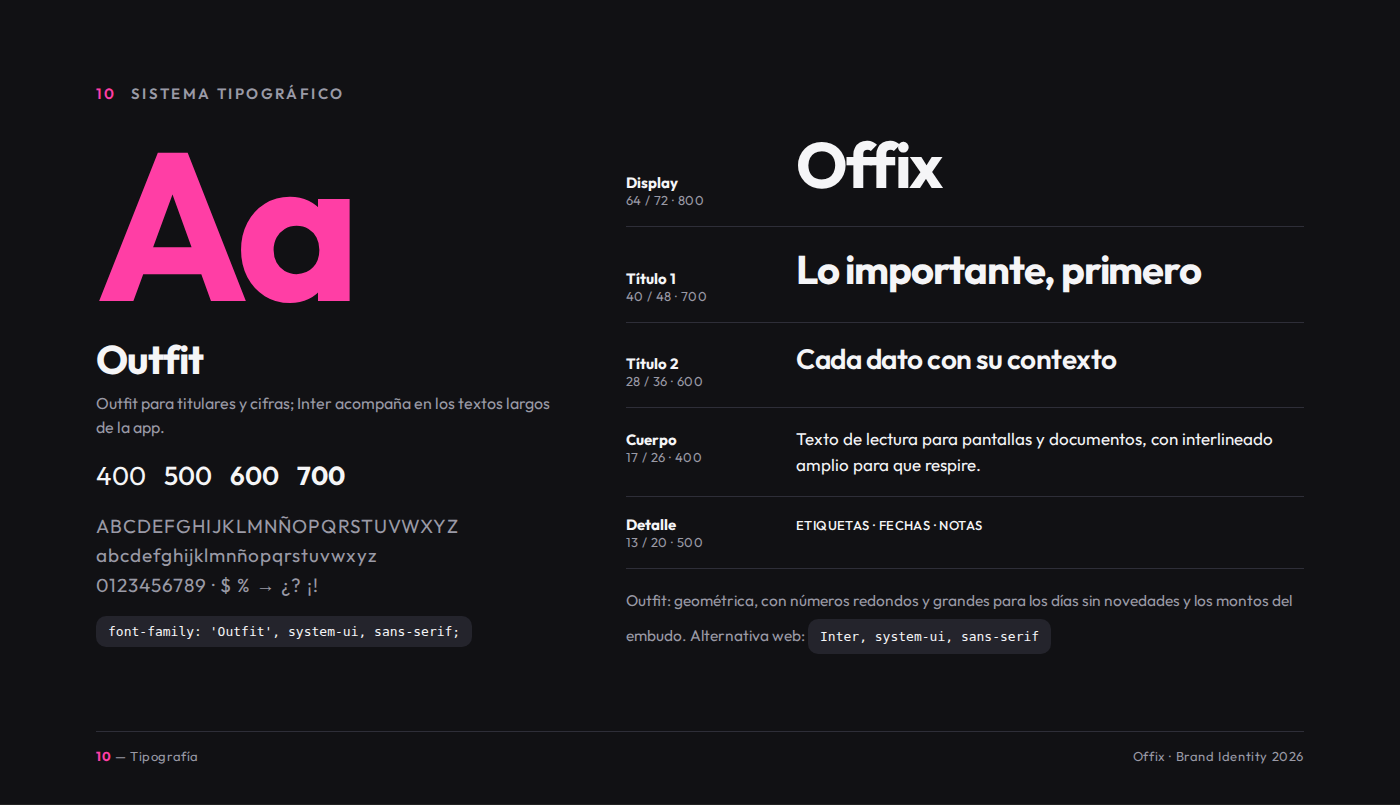 10 SISTEMA TIPOGRÁFICO
Aa
Outfit
Outfit para titulares y cifras; Inter acompaña en los textos largos
de la app.
400 500 600 700
ABCDEFGHIJKLMNÑOPQRSTUVWXYZ
abcdefghijklmnñopqrstuvwxyz
0123456789 · $ % → ¿? ¡!
font-family: 'Outfit', system-ui, sans-serif;
Display
64 / 72 · 800
Offix
Título 1
40 / 48 · 700
Lo importante, primero
Título 2
28 / 36 · 600
Cada dato con su contexto
Cuerpo
17 / 26 · 400
Texto de lectura para pantallas y documentos, con interlineado
amplio para que respire.
Detalle
13 / 20 · 500
ETIQUETAS · FECHAS · NOTAS
Outfit: geométrica, con números redondos y grandes para los días sin novedades y los montos del
embudo. Alternativa web: Inter, system-ui, sans-serif
10 — Tipografía
Offix · Brand Identity 2026